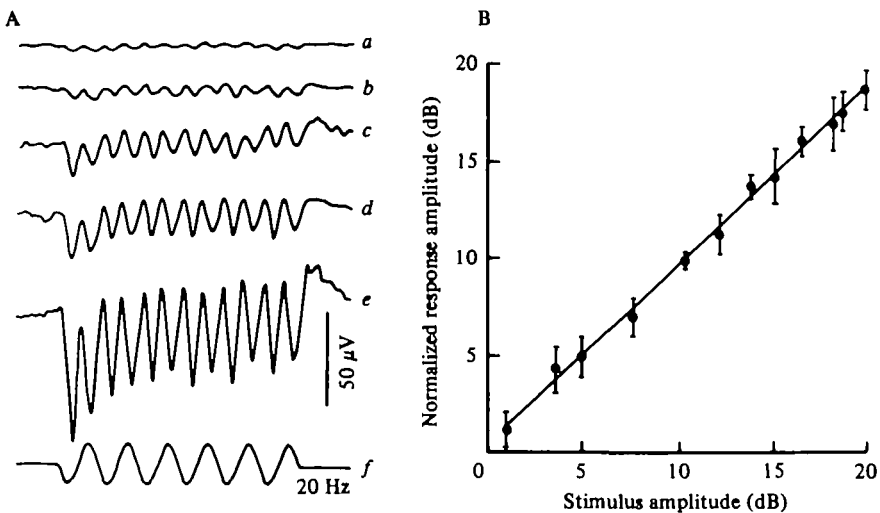 A
B
a
b
c
d
e
f
50 µV
20 Hz
Normalized response amplitude (dB)
20
15
10
5
0
5
10
15
20
Stimulus amplitude (dB)